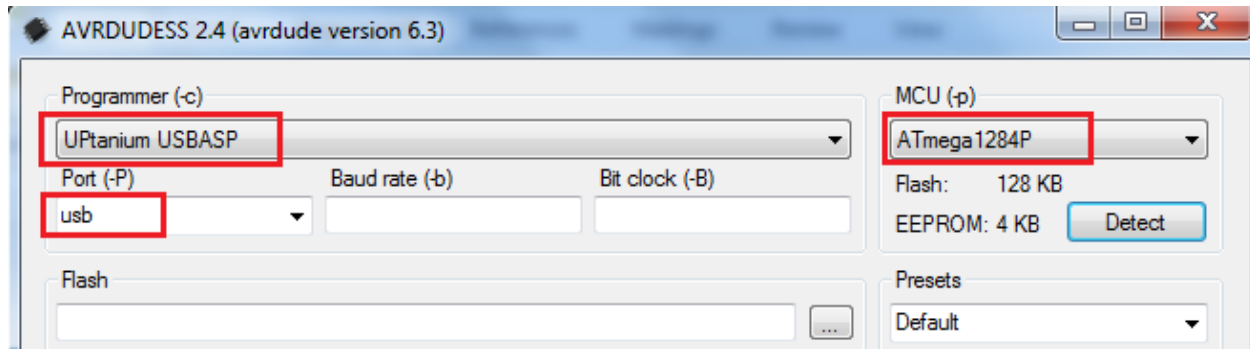 AVRDUDESS 2.4 (avrdude version 6.3)
Programmer (-c)
UPtanium USBASP
Port (-P)
Baud rate (-b)
Bit clock (-B)
usb
MCU (-p)
ATmega1284P
Flash: 128 KB
EEPROM: 4 KB
Detect
Flash
...
Presets
Default